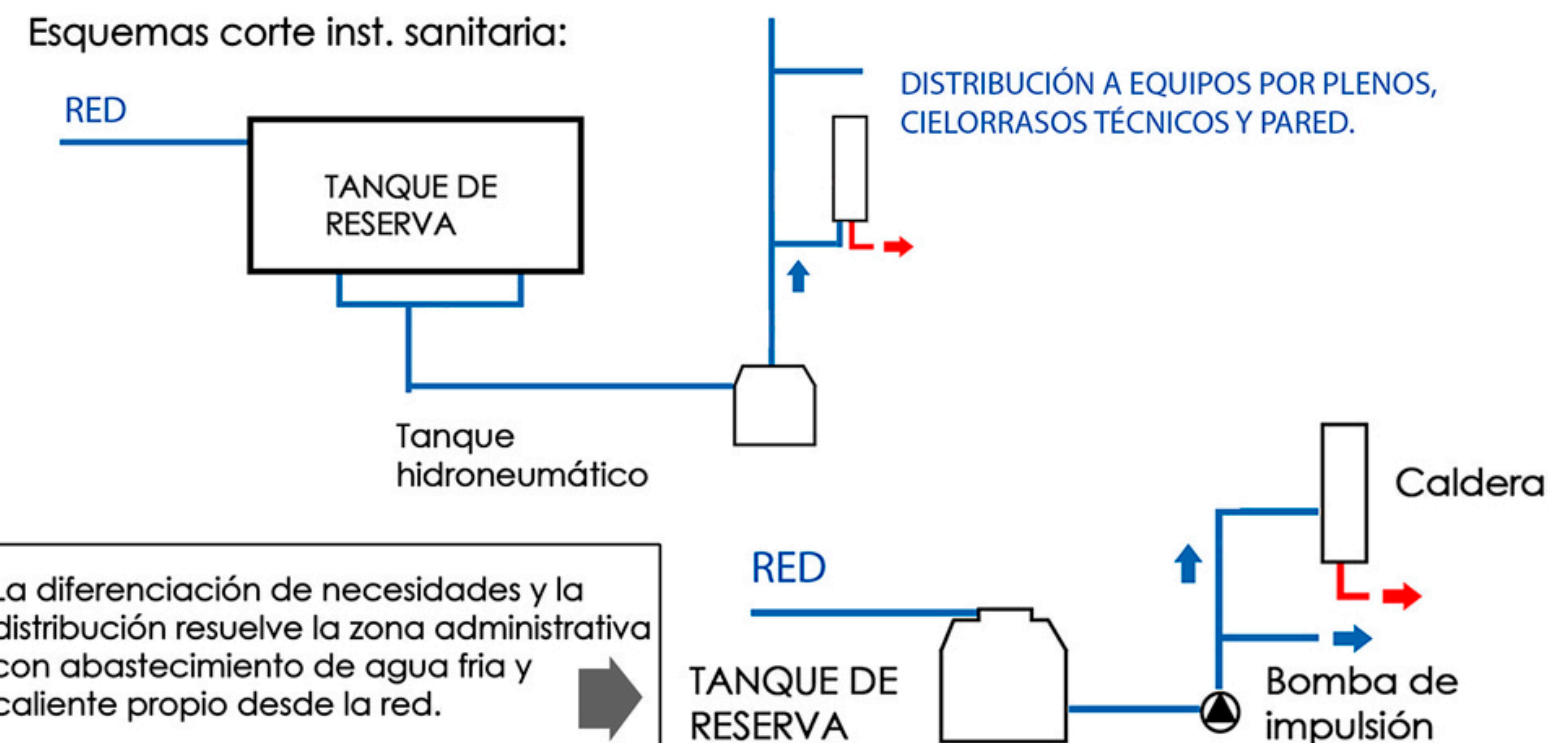 Esquemas corte inst. sanitaria:
RED
TANQUE DE
RESERVA
DISTRIBUCIÓN A EQUIPOS POR PLENOS,
CIELORRASOS TÉCNICOS Y PARED.
Tanque
hidroneumático
Caldera
La diferenciación de necesidades y la
distribución resuelve la zona administrativa
con abastecimiento de agua fria y
caliente propio desde la red.
RED
TANQUE DE
RESERVA
Bomba de
impulsión